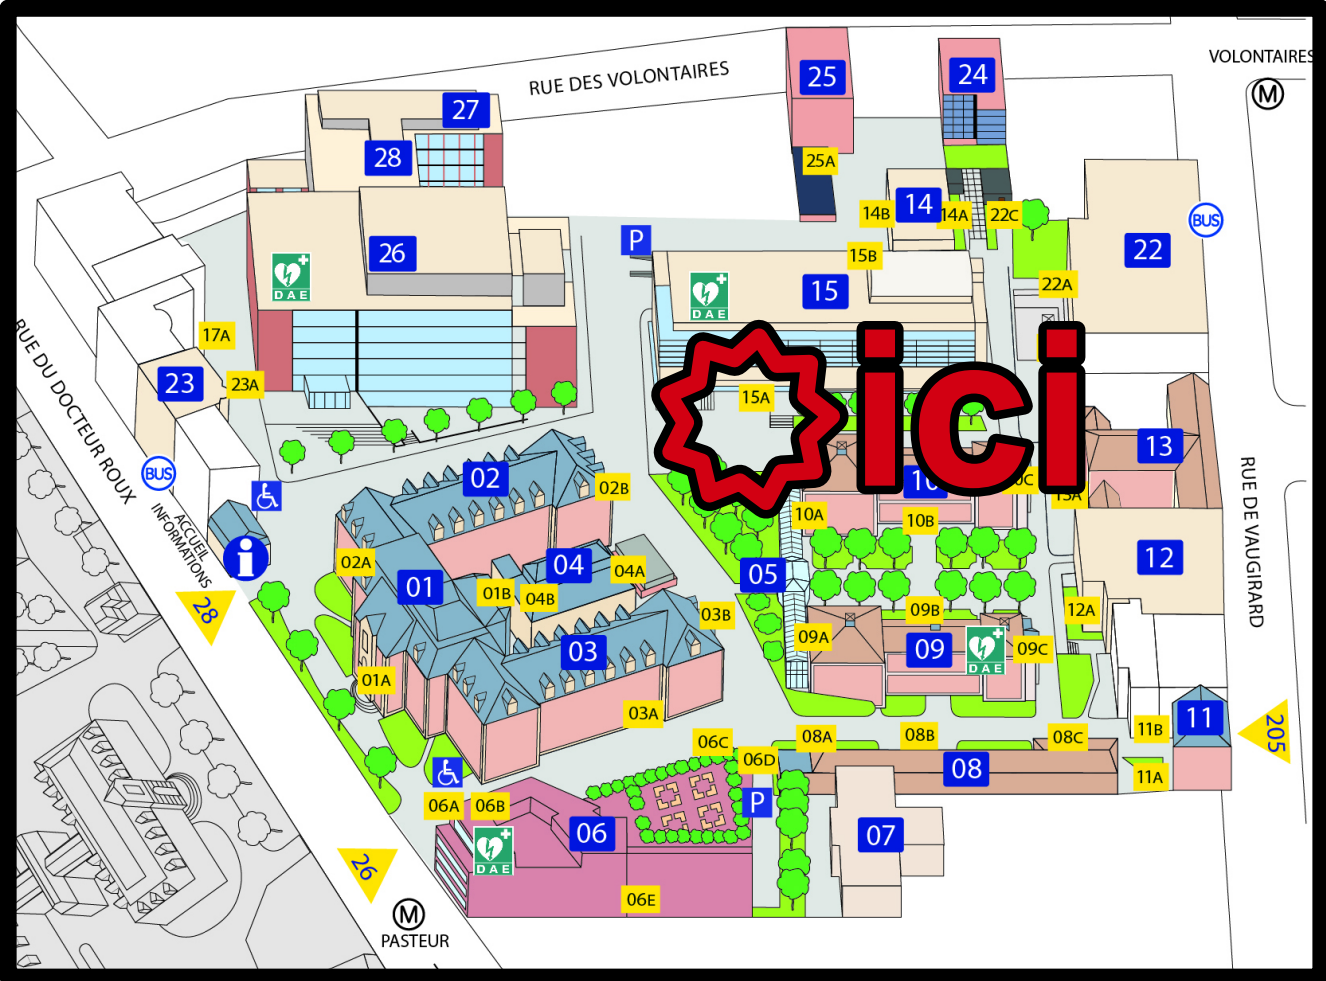 VOLONTAIRES
RUE DES VOLONTAIRES
M
25
24
27
28
25A
14B
14
14A
22C
BUS
P
26
15B
22
DAE
DAE
15
22A
RUE DU DOCTEUR ROUX
17A
23
23A
15A
ici
13
BUS
02
02B
10
0C
13A
RUE DE VAUGIRARD
ACCUEIL
INFORMATIONS
i
10A
10B
02A
01
04
04A
05
12
01B
04B
28
03B
09B
12A
03
09A
09
DAE
09C
01A
03A
11
205
06C
08A
08B
08C
11B
06D
08
11A
06A
06B
P
06
07
DAE
26
06E
M
PASTEUR